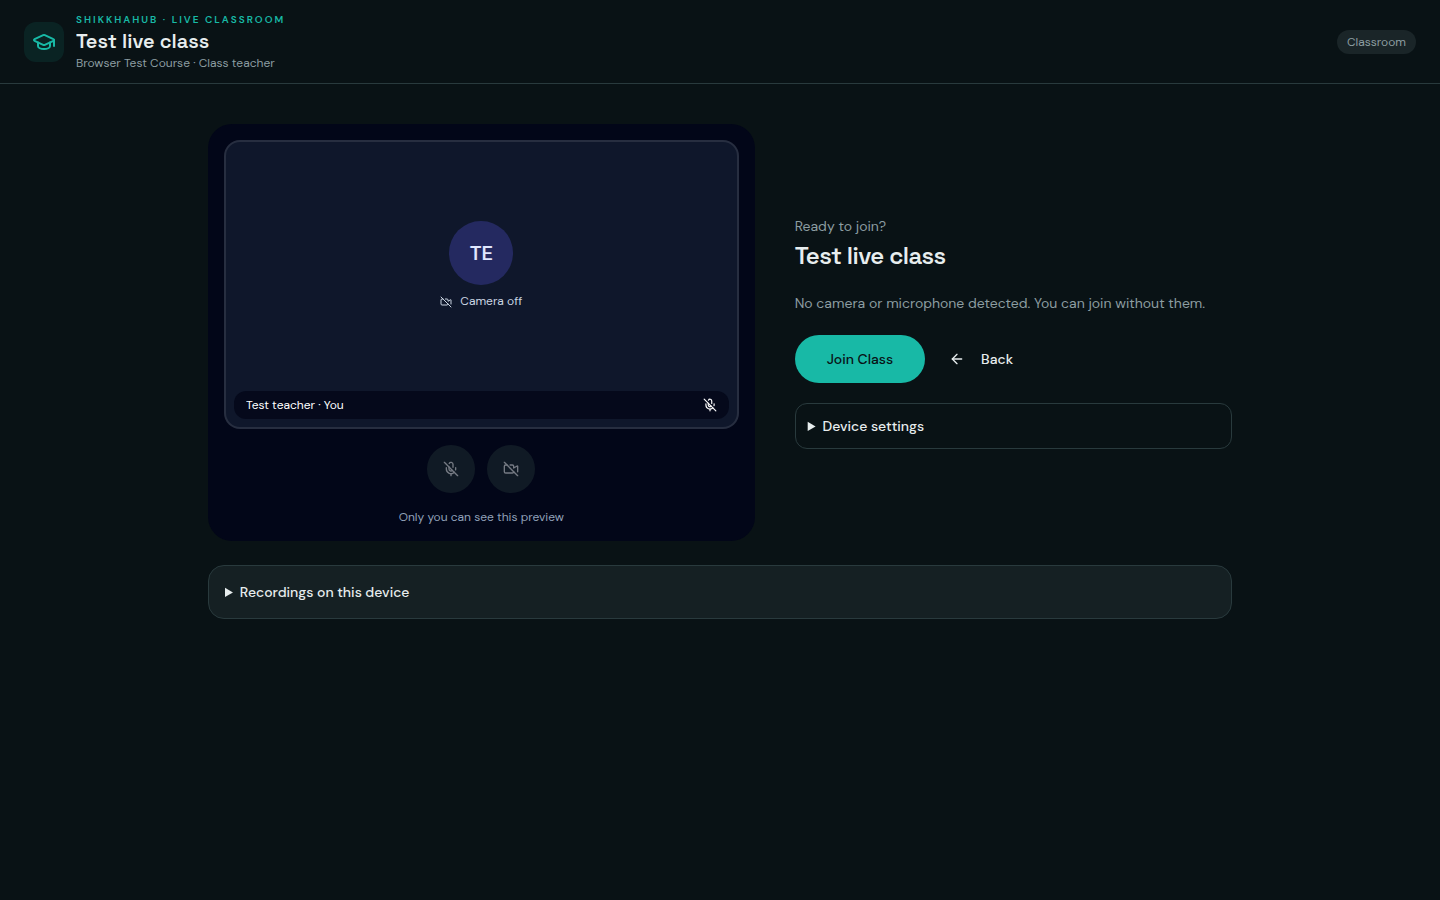 SHIKKHAHUB · LIVE CLASSROOM
Test live class
Browser Test Course · Class teacher
Classroom
TE
Camera off
Test teacher · You
Only you can see this preview
Ready to join?
Test live class
No camera or microphone detected. You can join without them.
Join Class
Back
Device settings
Recordings on this device